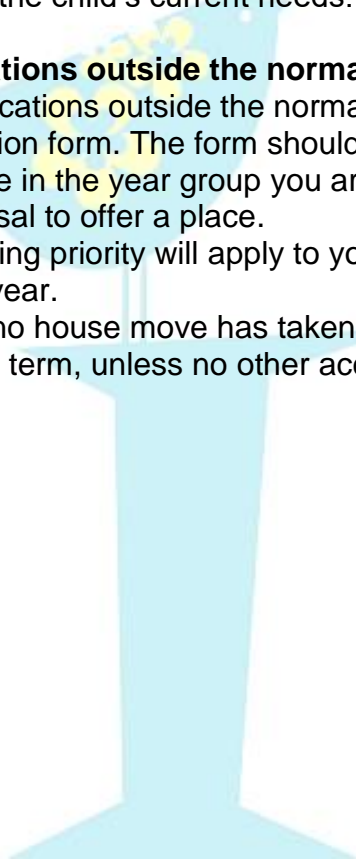 the child's current needs.
tions outside the norma
cations outside the norma
ion form. The form should
e in the year group you ar
sal to offer a place.
ing priority will apply to yo
year.
no house move has taken
term, unless no other acc